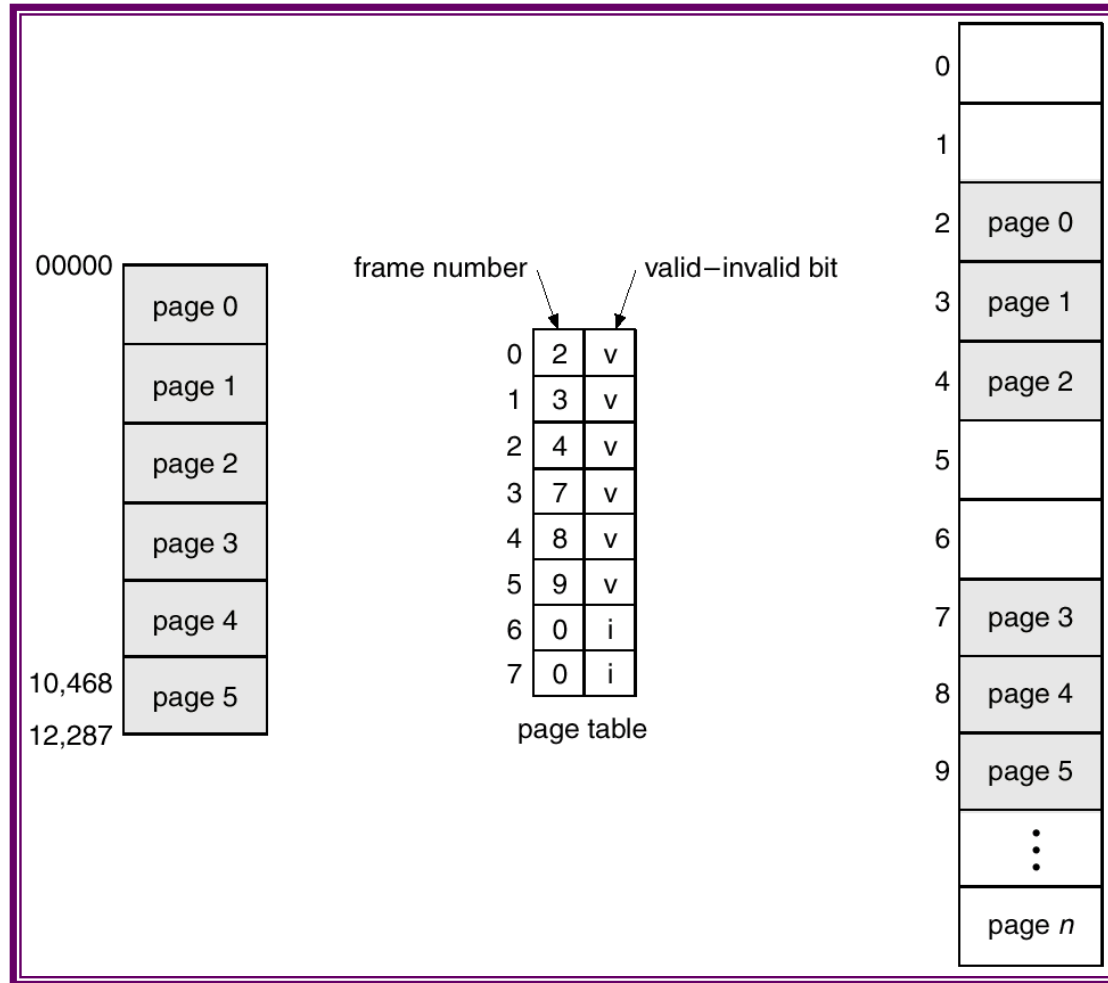 00000
page 0
page 1
page 2
page 3
page 4
10,468
page 5
12,287
frame number
valid–invalid bit
0 2 v
1 3 v
2 4 v
3 7 v
4 8 v
5 9 v
6 0 i
7 0 i
page table
0
1
2 page 0
3 page 1
4 page 2
5
6
7 page 3
8 page 4
9 page 5
⋮
page n